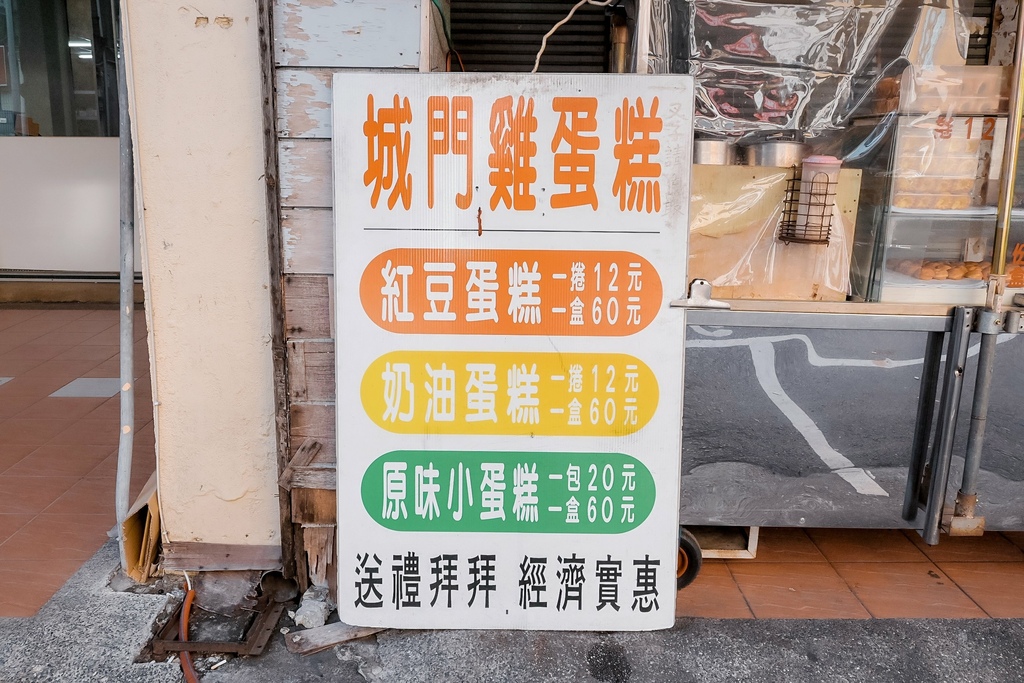 城門雞蛋糕
紅豆蛋糕 一捲12元
一盒60元
奶油蛋糕 一捲12元
一盒60元
原味小蛋糕 一包20元
一盒60元
送禮拜拜 經濟實惠